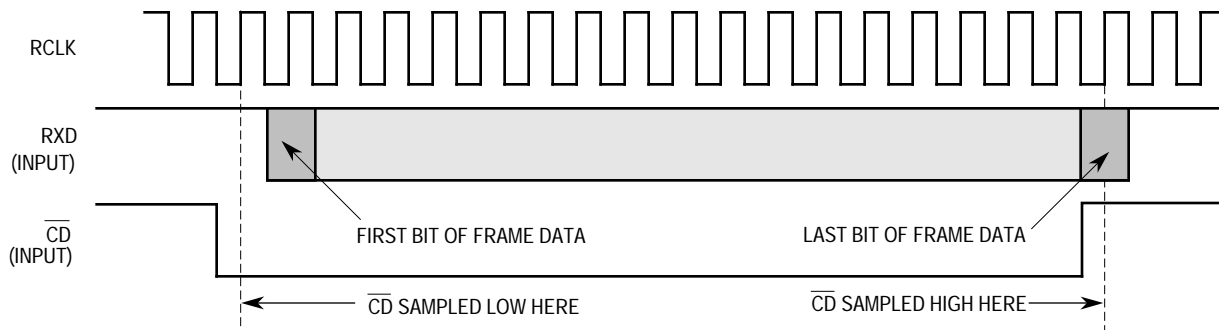 RCLK
RXD
(INPUT)
CD
(INPUT)
FIRST BIT OF FRAME DATA
LAST BIT OF FRAME DATA
CD SAMPLED LOW HERE
CD SAMPLED HIGH HERE